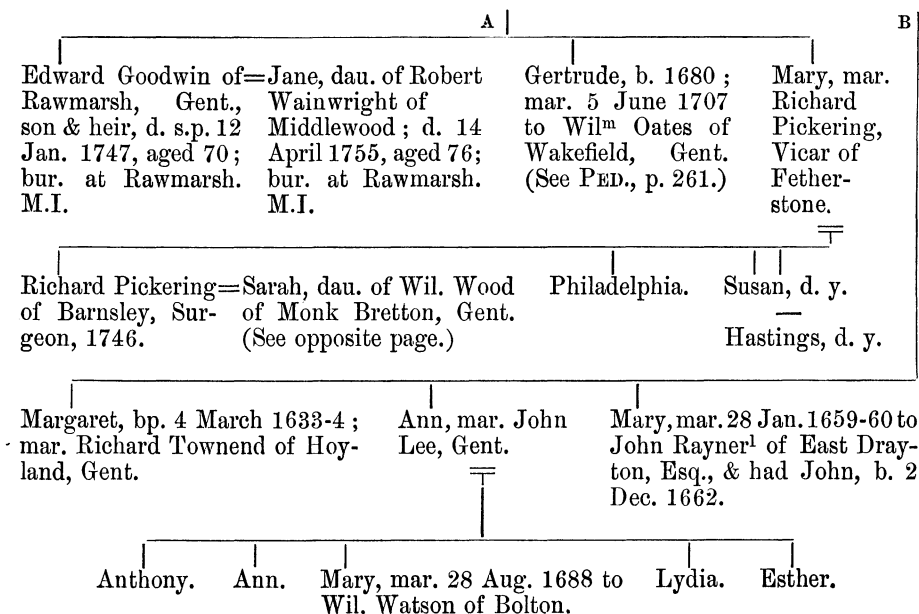 A B
Edward Goodwin of=Jane, dau. of Robert
Rawmarsh, Gent., Wainwright of
son & heir, d. s.p. 12 Middlewood; d. 14
Jan. 1747, aged 70; April 1755, aged 76;
bur. at Rawmarsh. bur. at Rawmarsh.
M.I. M.I.
Gertrude, b. 1680;
mar. 5 June 1707
to Wilᵐ Oates of
Wakefield, Gent.
(See PED., p. 261.)
Mary, mar.
Richard
Pickering,
Vicar of
Fether-
stone.
Richard Pickering=Sarah, dau. of Wil. Wood
of Barnsley, Sur- of Monk Bretton, Gent.
geon, 1746. (See opposite page.)
Philadelphia.
Susan, d. y.
Hastings, d. y.
Margaret, bp. 4 March 1633-4;
mar. Richard Townend of Hoy-
land, Gent.
Ann, mar. John
Lee, Gent.
Mary, mar. 28 Jan. 1659-60 to
John Rayner¹ of East Dray-
ton, Esq., & had John, b. 2
Dec. 1662.
Anthony.
Ann.
Mary, mar. 28 Aug. 1688 to
Wil. Watson of Bolton.
Lydia.
Esther.